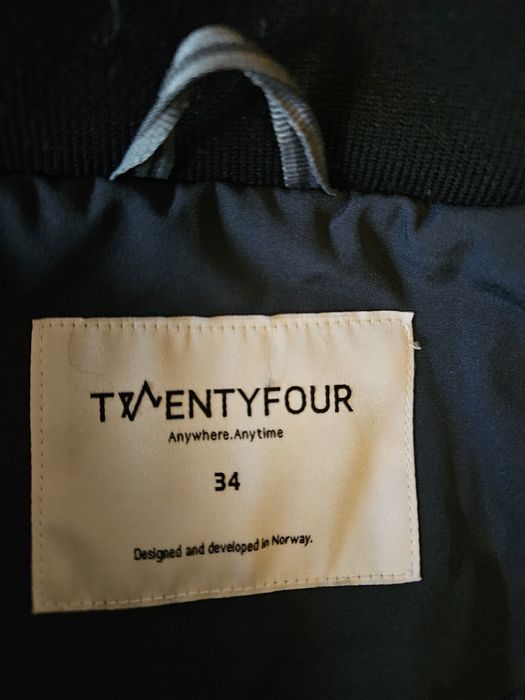 TWENTYFOUR
Anywhere.Anytime
34
Designed and developed in Norway.